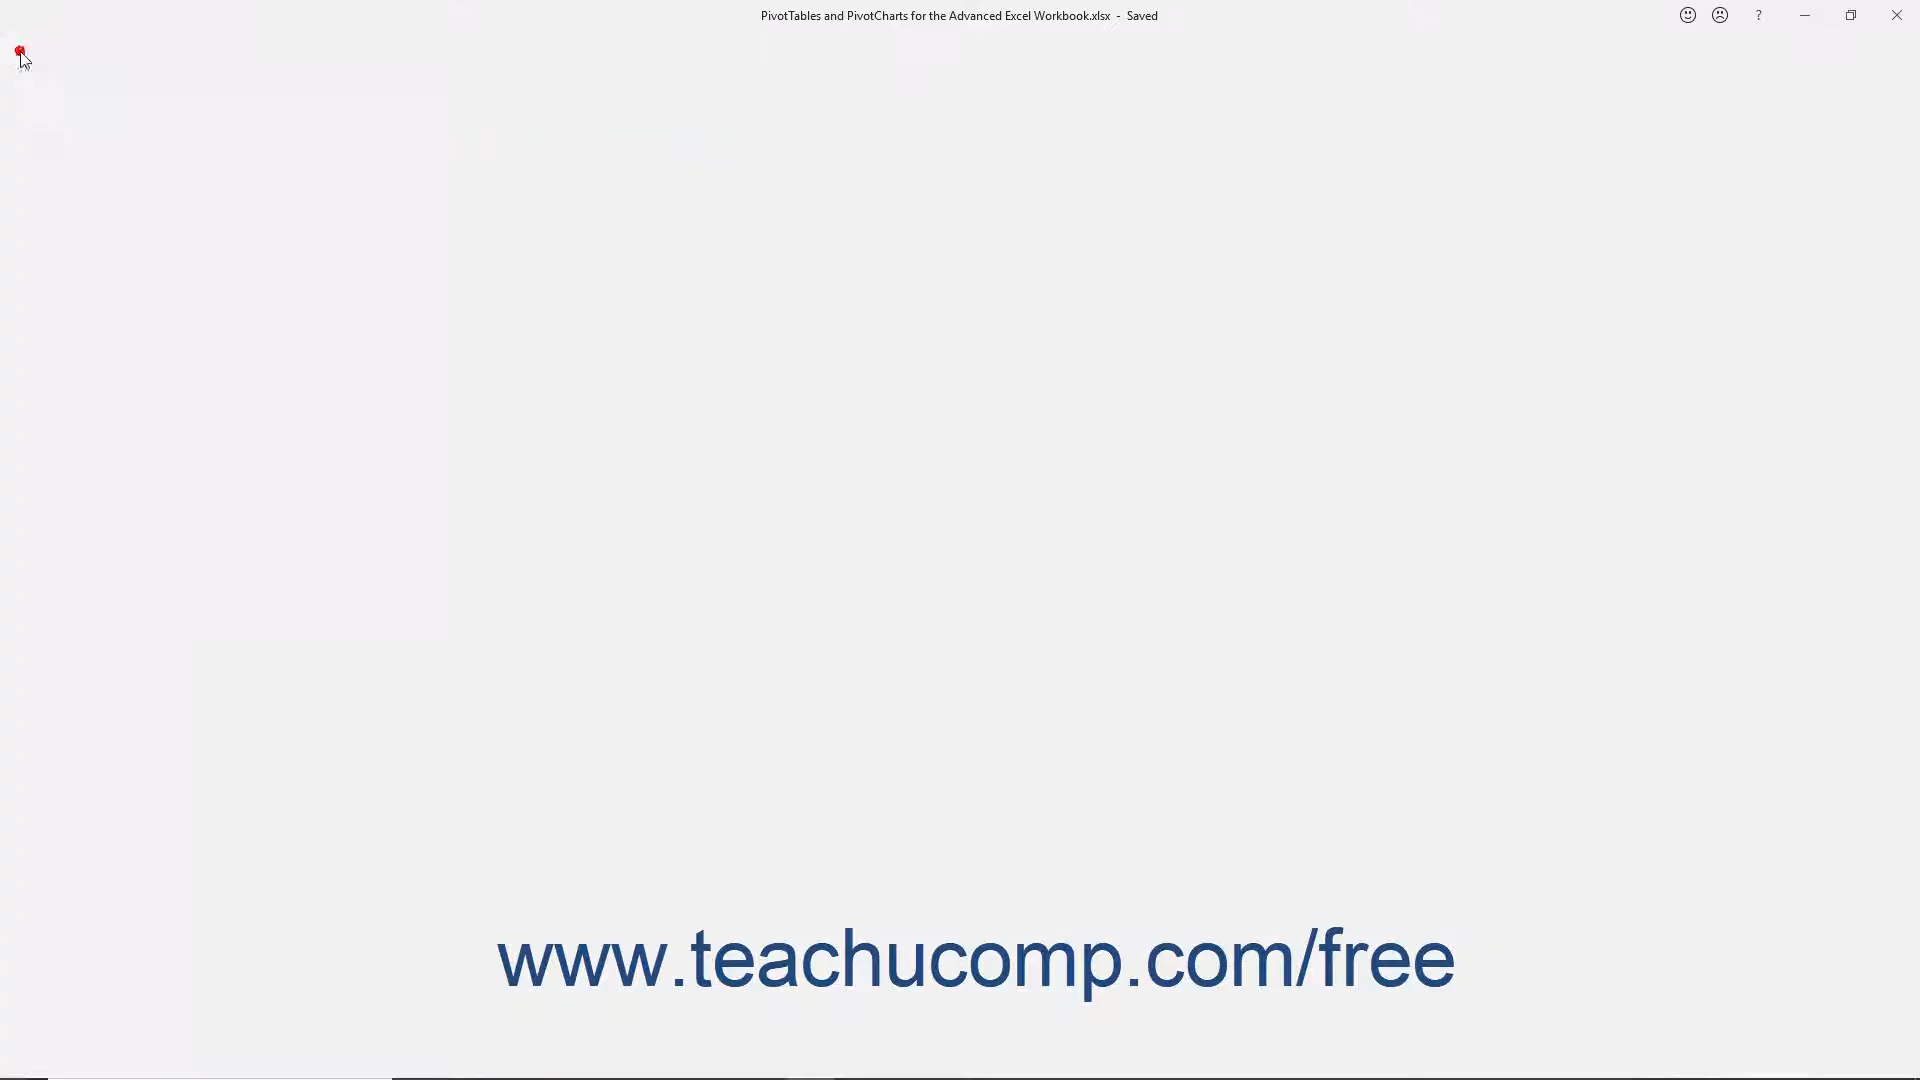 PivotTables and PivotCharts for the Advanced Excel Workbook.xlsx - Saved
?
www.teachucomp.com/free